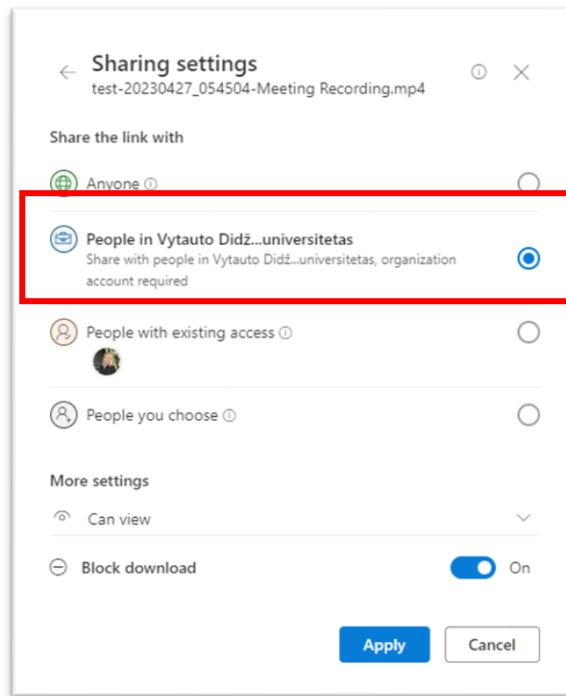 Sharing settings
test-20230427_054504-Meeting Recording.mp4
Share the link with
Anyone
People in Vytauto Didž...universitetas
Share with people in Vytauto Didž...universitetas, organization
account required
People with existing access
People you choose
More settings
Can view
Block download
On
Apply
Cancel